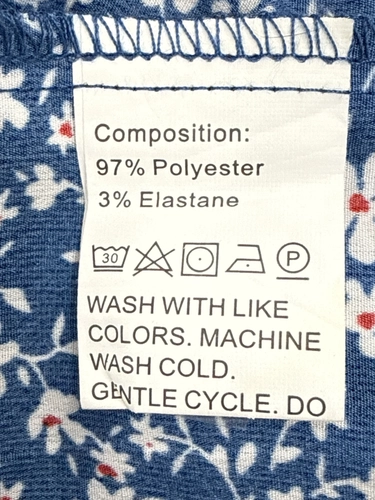 Composition:
97% Polyester
3% Elastane
30 P
WASH WITH LIKE
COLORS. MACHINE
WASH COLD.
GENTLE CYCLE. DO